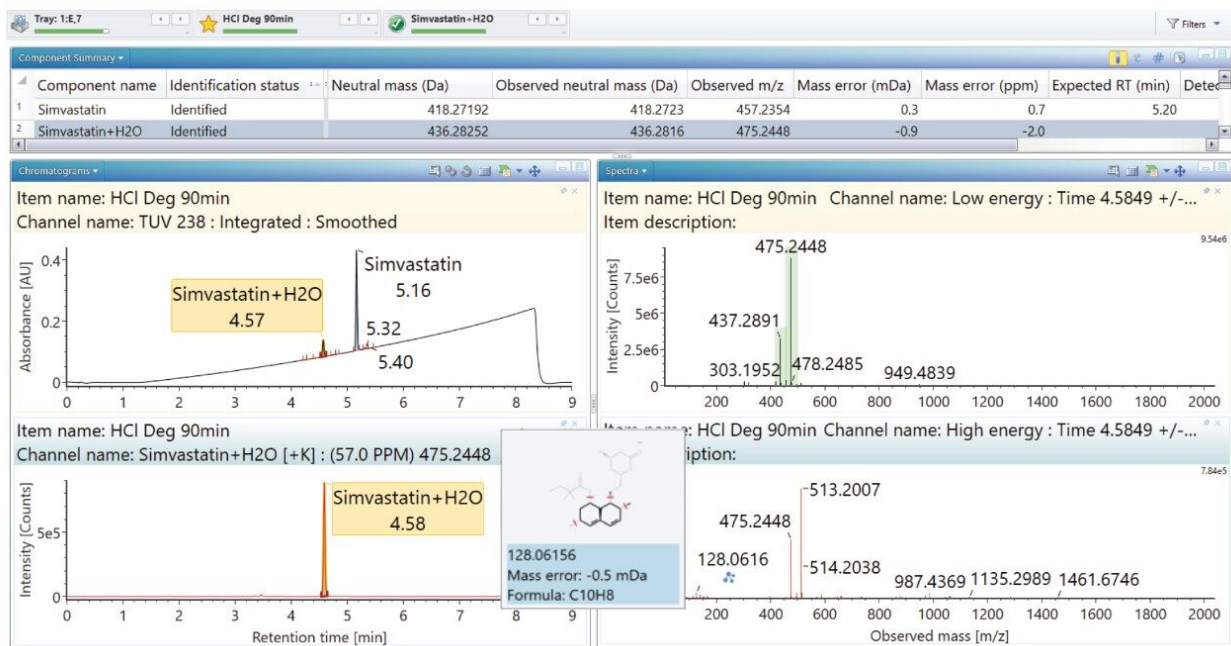 Tray: 1:E,7
HCl Deg 90min
Simvastatin+H2O
Filters
Component Summary
Component name Identification status Neutral mass (Da) Observed neutral mass (Da) Observed m/z Mass error (mDa) Mass error (ppm) Expected RT (min) Detec
1 Simvastatin Identified 418.27192 418.2723 457.2354 0.3 0.7 5.20
2 Simvastatin+H2O Identified 436.28252 436.2816 475.2448 -0.9 -2.0
Chromatograms
Item name: HCl Deg 90min
Channel name: TUV 238 : Integrated : Smoothed
Absorbance [AU]
0.4
0.2
0
Simvastatin
5.16
Simvastatin+H2O
4.57
5.32
5.40
0 1 2 3 4 5 6 7 8 9
Item name: HCl Deg 90min
Channel name: Simvastatin+H2O [+K] : (57.0 PPM) 475.2448
Intensity [Counts]
5e5
0
Simvastatin+H2O
4.58
0 1 2 3 4 5 6 7 8 9
Retention time [min]
128.06156
Mass error: -0.5 mDa
Formula: C10H8
Spectra
Item name: HCl Deg 90min Channel name: Low energy : Time 4.5849 +/-...
Item description:
9.54e6
Intensity [Counts]
7.5e6
5e6
2.5e6
0
475.2448
437.2891
303.1952
478.2485
949.4839
200 400 600 800 1000 1200 1400 1600 1800 2000
name: HCl Deg 90min Channel name: High energy : Time 4.5849 +/-...
ription:
7.84e5
513.2007
475.2448
128.0616
514.2038
987.4369
1135.2989
1461.6746
200 400 600 800 1000 1200 1400 1600 1800 2000
Observed mass [m/z]